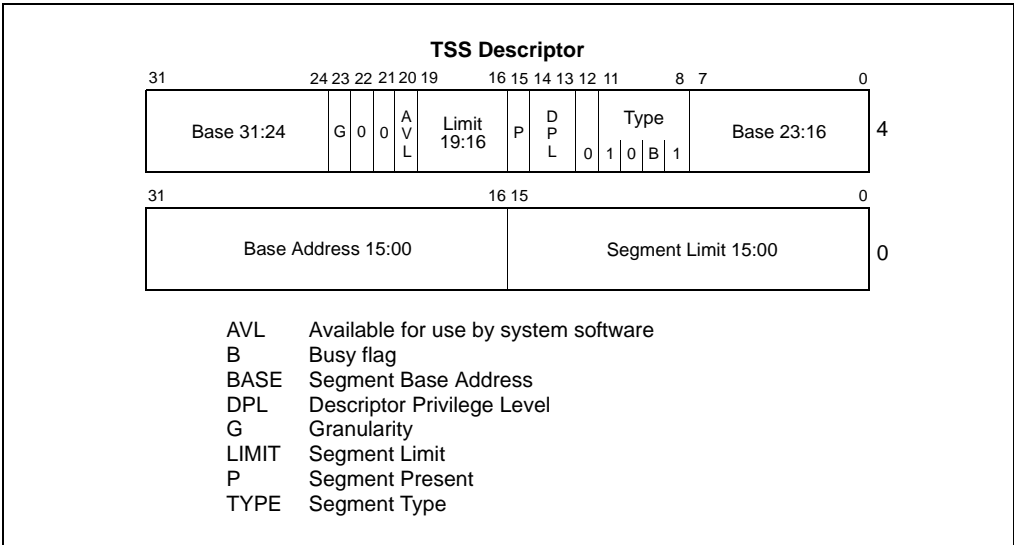 TSS Descriptor
31 24 23 22 21 20 19 16 15 14 13 12 11 8 7 0
Base 31:24 G 0 0 AVL Limit 19:16 P DPL 0 Type 1 0 B 1 Base 23:16 4
31 16 15 0
Base Address 15:00 Segment Limit 15:00 0
AVL Available for use by system software
B Busy flag
BASE Segment Base Address
DPL Descriptor Privilege Level
G Granularity
LIMIT Segment Limit
P Segment Present
TYPE Segment Type